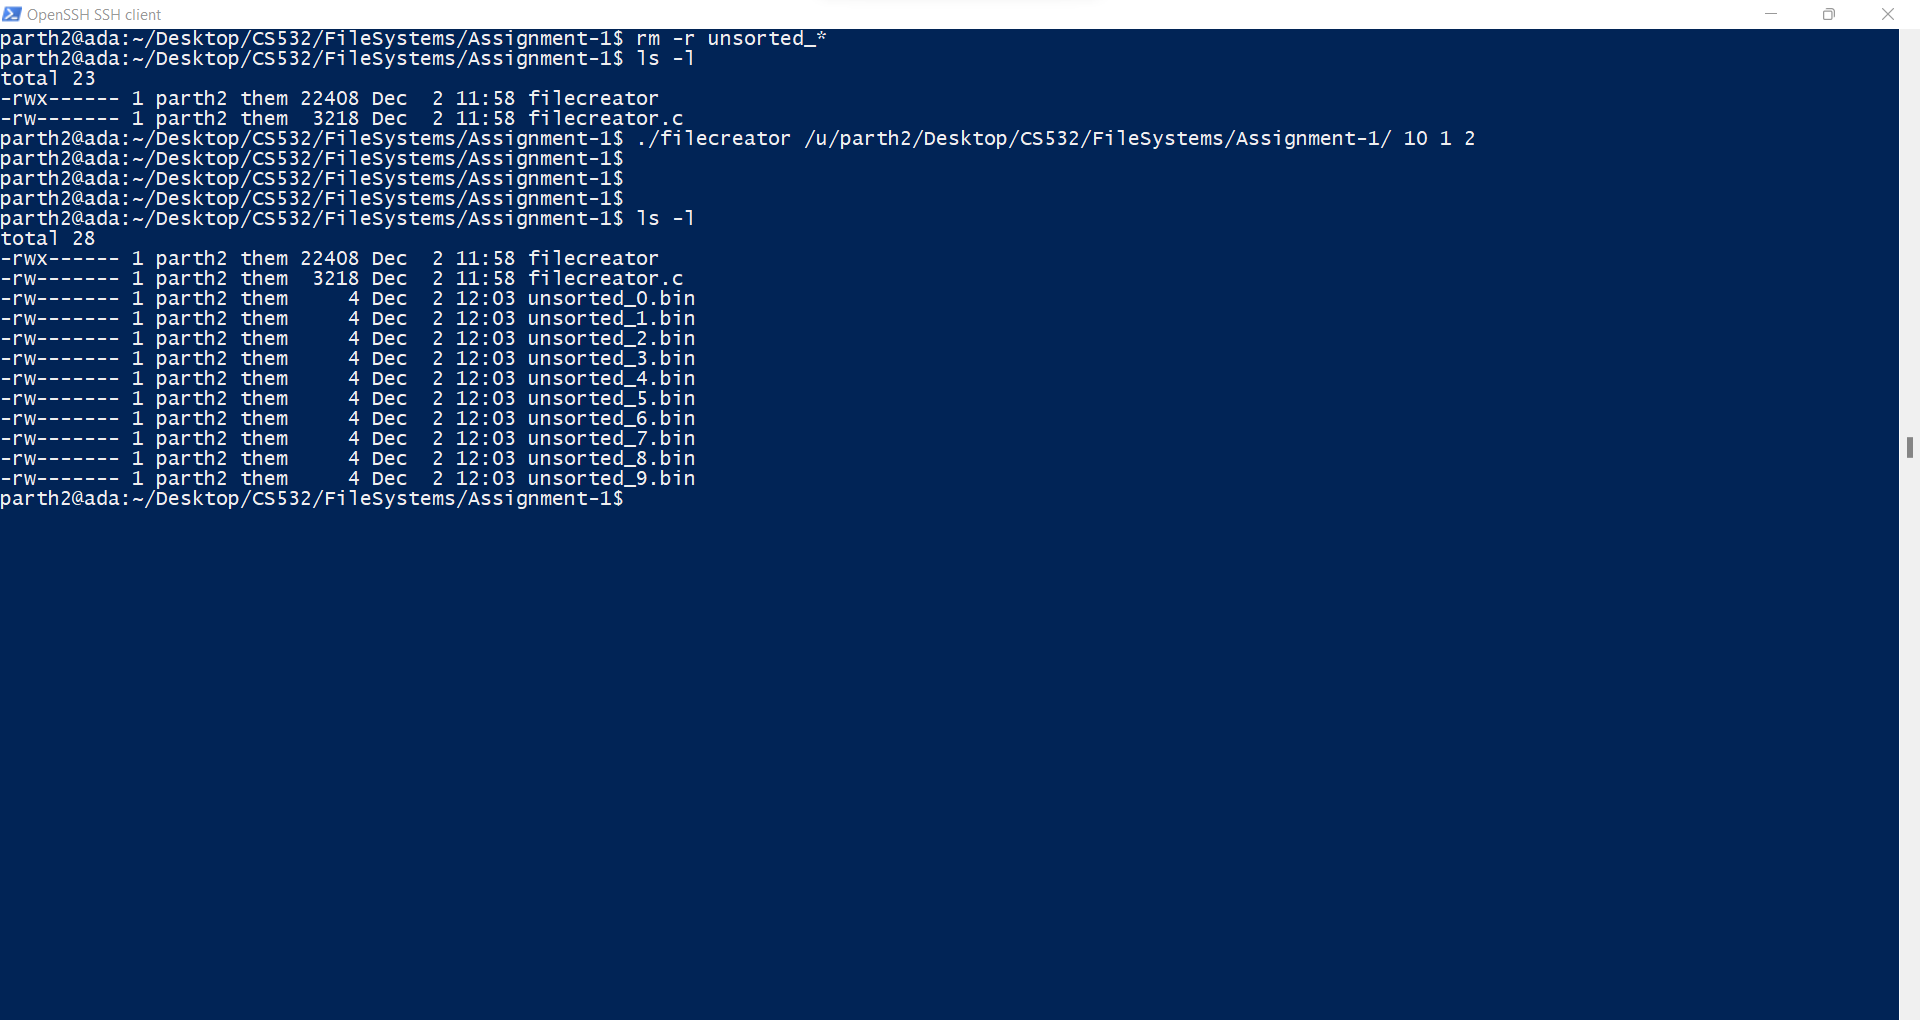 OpenSSH SSH client
parth2@ada:~/Desktop/CS532/FileSystems/Assignment-1$ rm -r unsorted_*
parth2@ada:~/Desktop/CS532/FileSystems/Assignment-1$ ls -l
total 23
-rwx------ 1 parth2 them 22408 Dec  2 11:58 filecreator
-rw------- 1 parth2 them  3218 Dec  2 11:58 filecreator.c
parth2@ada:~/Desktop/CS532/FileSystems/Assignment-1$ ./filecreator /u/parth2/Desktop/CS532/FileSystems/Assignment-1/ 10 1 2
parth2@ada:~/Desktop/CS532/FileSystems/Assignment-1$
parth2@ada:~/Desktop/CS532/FileSystems/Assignment-1$
parth2@ada:~/Desktop/CS532/FileSystems/Assignment-1$
parth2@ada:~/Desktop/CS532/FileSystems/Assignment-1$ ls -l
total 28
-rwx------ 1 parth2 them 22408 Dec  2 11:58 filecreator
-rw------- 1 parth2 them  3218 Dec  2 11:58 filecreator.c
-rw------- 1 parth2 them     4 Dec  2 12:03 unsorted_0.bin
-rw------- 1 parth2 them     4 Dec  2 12:03 unsorted_1.bin
-rw------- 1 parth2 them     4 Dec  2 12:03 unsorted_2.bin
-rw------- 1 parth2 them     4 Dec  2 12:03 unsorted_3.bin
-rw------- 1 parth2 them     4 Dec  2 12:03 unsorted_4.bin
-rw------- 1 parth2 them     4 Dec  2 12:03 unsorted_5.bin
-rw------- 1 parth2 them     4 Dec  2 12:03 unsorted_6.bin
-rw------- 1 parth2 them     4 Dec  2 12:03 unsorted_7.bin
-rw------- 1 parth2 them     4 Dec  2 12:03 unsorted_8.bin
-rw------- 1 parth2 them     4 Dec  2 12:03 unsorted_9.bin
parth2@ada:~/Desktop/CS532/FileSystems/Assignment-1$